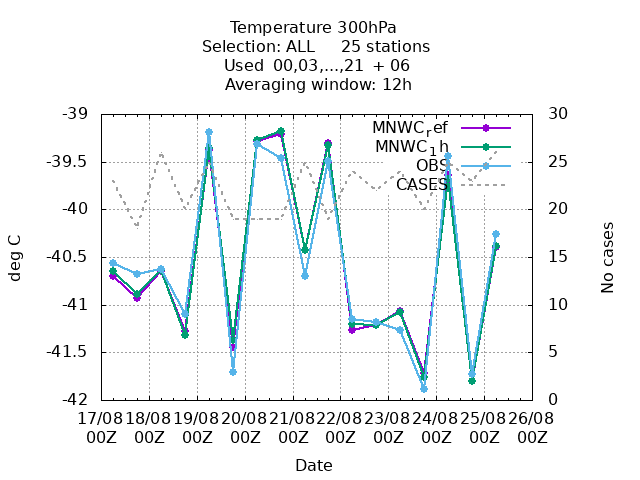 Temperature 300hPa
Selection: ALL 25 stations
Used 00,03,...,21 + 06
Averaging window: 12h
-39
-39.5
-40
-40.5
-41
-41.5
-42
deg C
30
25
20
15
10
5
0
No cases
MNWC_ref
MNWC_1h
OBS
CASES
17/08 18/08 19/08 20/08 21/08 22/08 23/08 24/08 25/08 26/08
00Z 00Z 00Z 00Z 00Z 00Z 00Z 00Z 00Z 00Z
Date